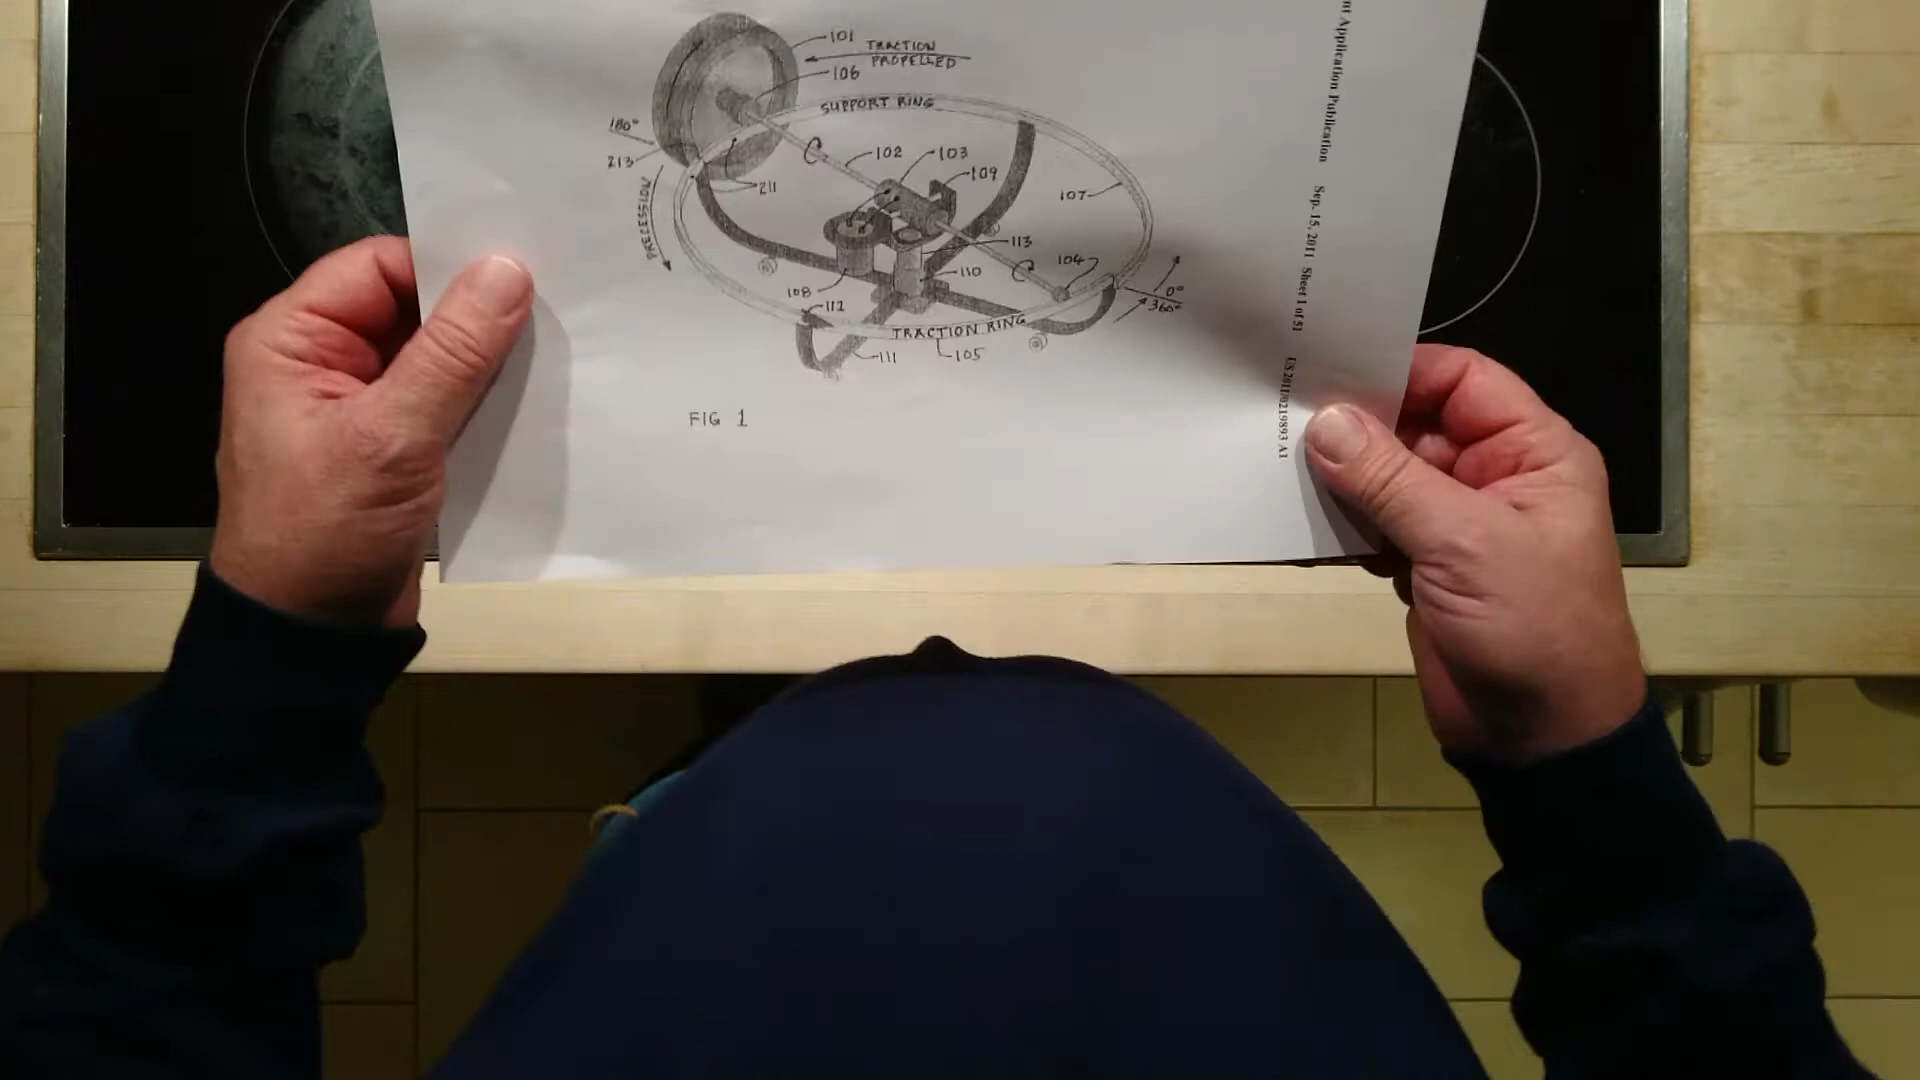 101
TRACTION
PROPELLED
106
SUPPORT RING
180°
213
102
103
109
211
107
PRECESSION
113
104
110
108
0°
360°
112
TRACTION RING
111
105
FIG 1
Application Publication Sep. 15, 2011 Sheet 1 of 51 US 2011/0219893 A1